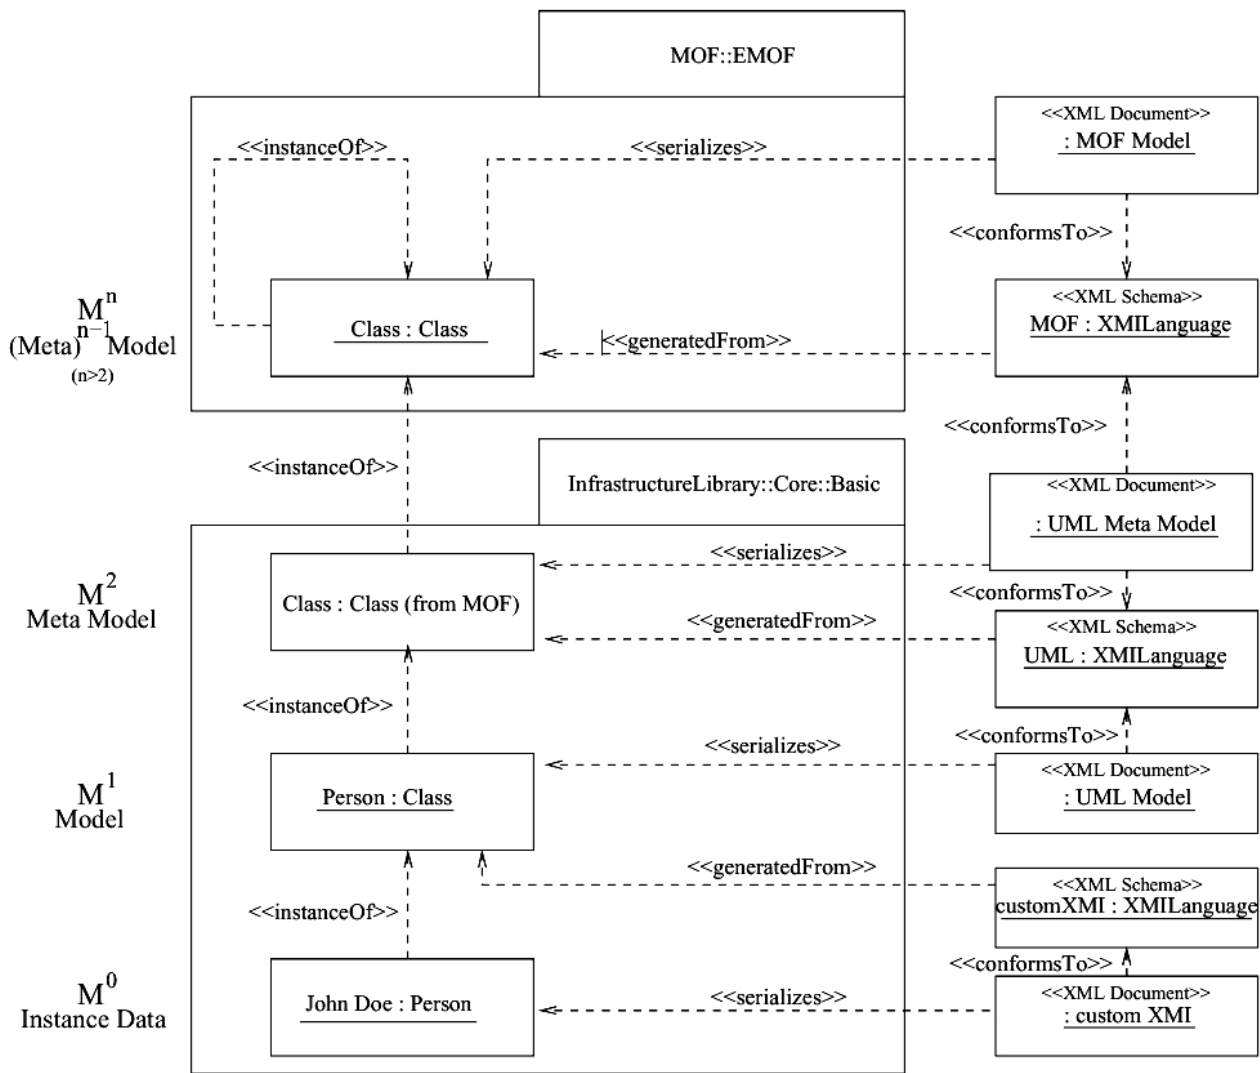 MOF::EMOF
<<XML Document>>
: MOF Model
<<instanceOf>>
<<serializes>>
<<conformsTo>>
M^n
(Meta)^n−1 Model
(n>2)
Class : Class
<<generatedFrom>>
<<XML Schema>>
MOF : XMILanguage
<<conformsTo>>
<<instanceOf>>
InfrastructureLibrary::Core::Basic
<<XML Document>>
: UML Meta Model
<<serializes>>
<<conformsTo>>
M^2
Meta Model
Class : Class (from MOF)
<<generatedFrom>>
<<XML Schema>>
UML : XMILanguage
<<instanceOf>>
<<conformsTo>>
<<serializes>>
M^1
Model
Person : Class
<<XML Document>>
: UML Model
<<generatedFrom>>
<<XML Schema>>
customXMI : XMILanguage
<<instanceOf>>
<<conformsTo>>
M^0
Instance Data
John Doe : Person
<<serializes>>
<<XML Document>>
: custom XMI